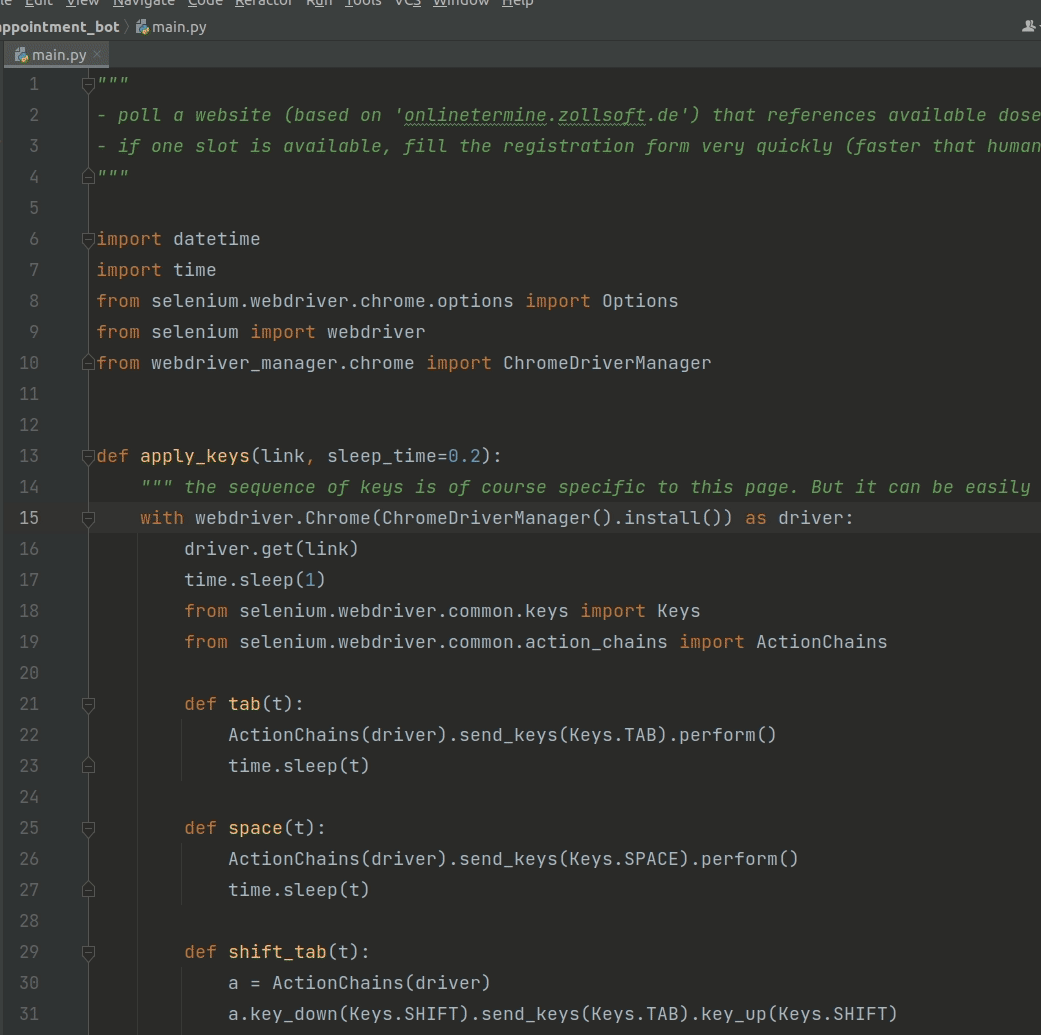 Edit View Navigate Code Refactor Run Tools VCS Window Help
appointment_bot main.py
main.py
1 """
2 - poll a website (based on 'onlinetermine.zollsoft.de') that references available dose
3 - if one slot is available, fill the registration form very quickly (faster that human
4 """
5
6 import datetime
7 import time
8 from selenium.webdriver.chrome.options import Options
9 from selenium import webdriver
10 from webdriver_manager.chrome import ChromeDriverManager
11
12
13 def apply_keys(link, sleep_time=0.2):
14 """ the sequence of keys is of course specific to this page. But it can be easily
15 with webdriver.Chrome(ChromeDriverManager().install()) as driver:
16 driver.get(link)
17 time.sleep(1)
18 from selenium.webdriver.common.keys import Keys
19 from selenium.webdriver.common.action_chains import ActionChains
20
21 def tab(t):
22 ActionChains(driver).send_keys(Keys.TAB).perform()
23 time.sleep(t)
24
25 def space(t):
26 ActionChains(driver).send_keys(Keys.SPACE).perform()
27 time.sleep(t)
28
29 def shift_tab(t):
30 a = ActionChains(driver)
31 a.key_down(Keys.SHIFT).send_keys(Keys.TAB).key_up(Keys.SHIFT)